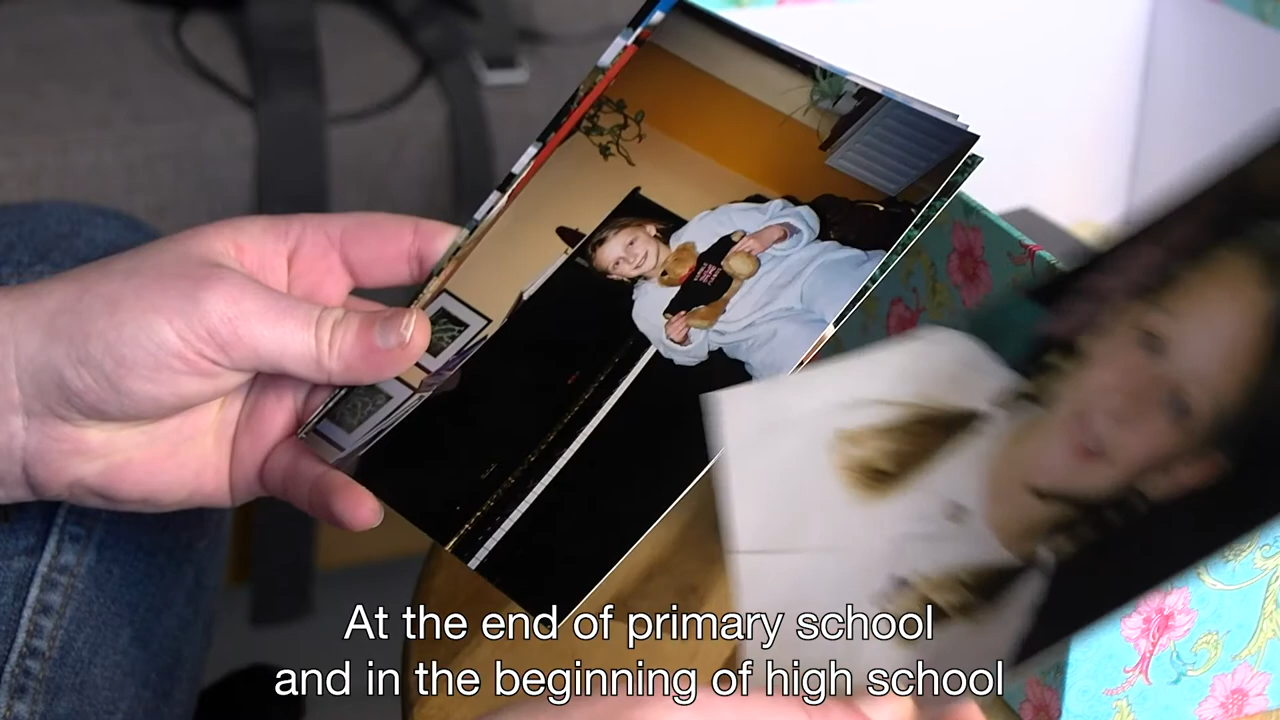 At the end of primary school
and in the beginning of high school